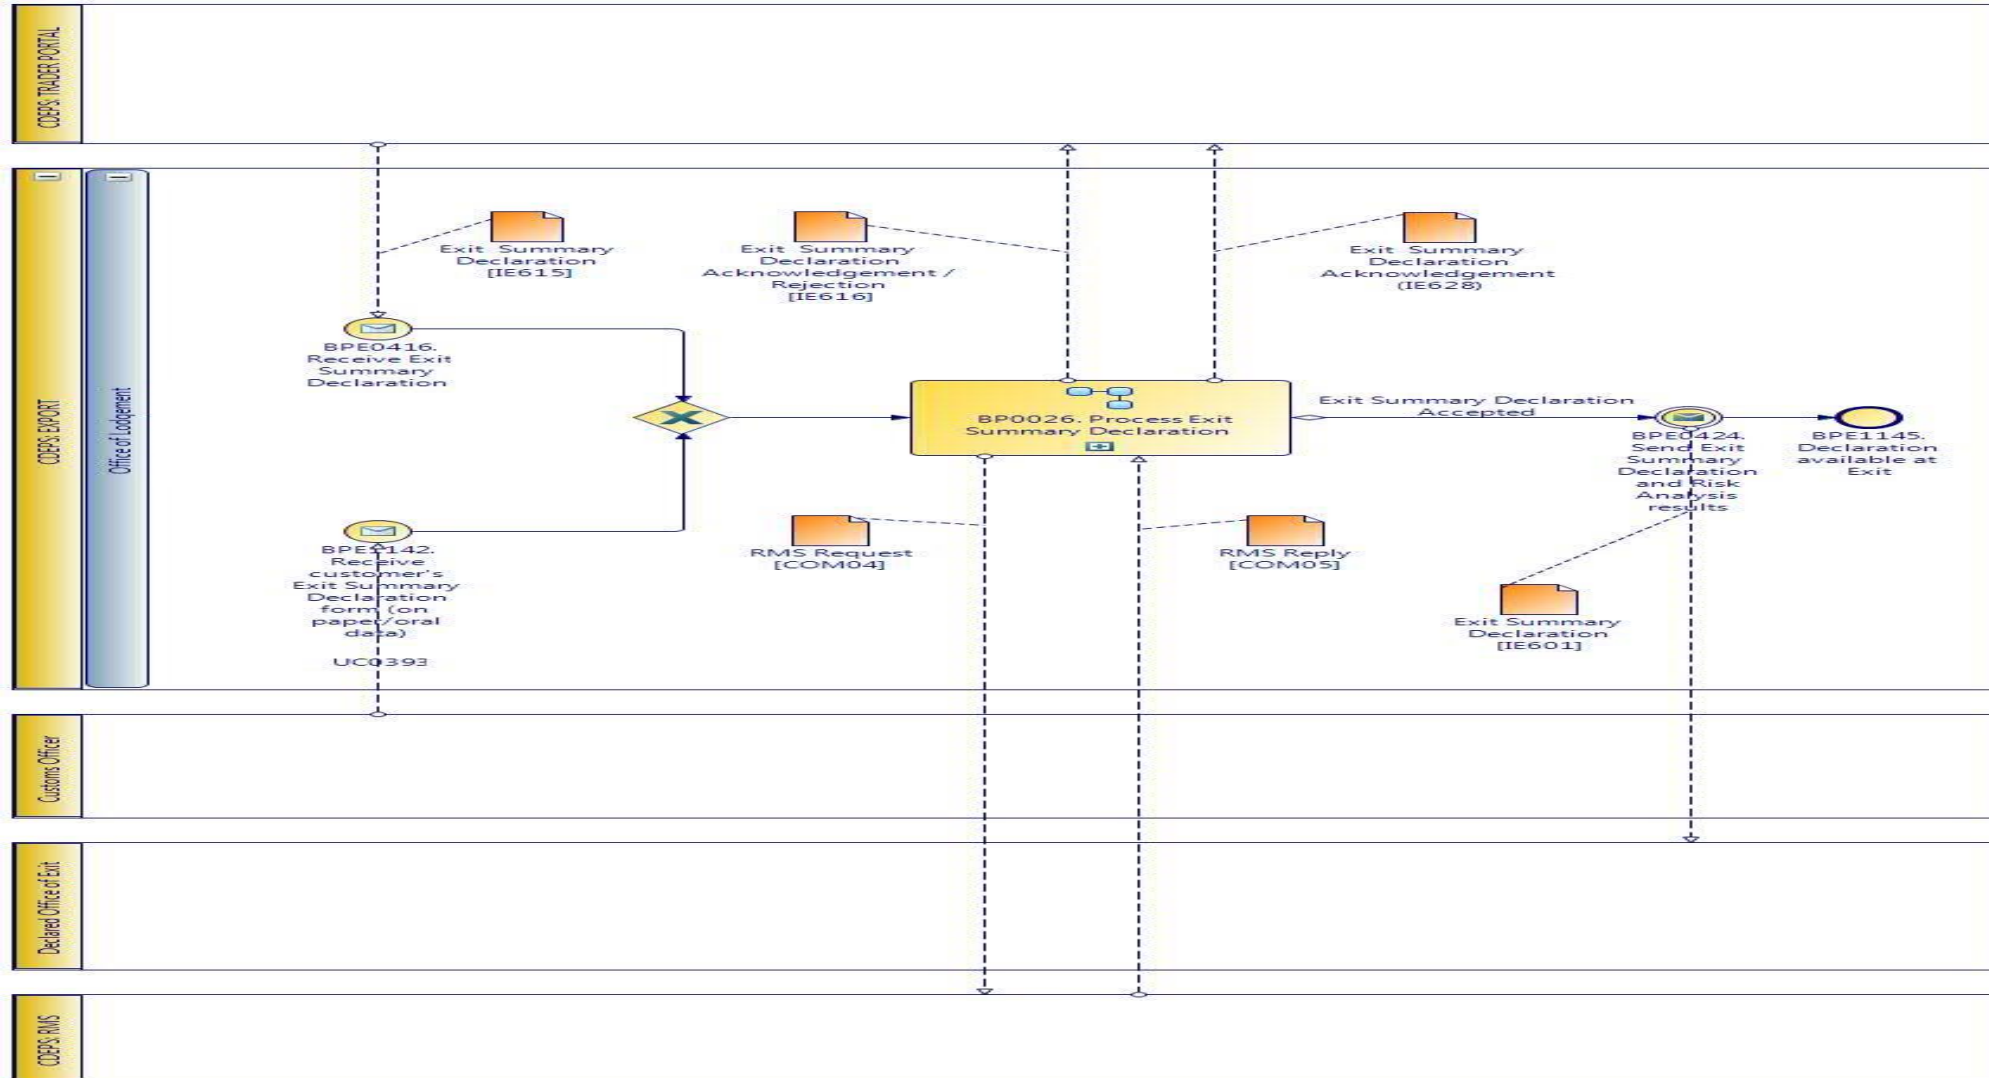 CDEPS: TRADER PORTAL
CDEPS: EXPORT
Office of Lodgement
Exit Summary
Declaration
[IE615]
Exit Summary
Declaration
Acknowledgement /
Rejection
[IE616]
Exit Summary
Declaration
Acknowledgement
(IE628)
BPE0416.
Receive Exit
Summary
Declaration
BP0026. Process Exit
Summary Declaration
Exit Summary Declaration
Accepted
BPE0424.
Send Exit
Summary
Declaration
and Risk
Analysis
results
BPE1145.
Declaration
available at
Exit
BPE1142.
Receive
customer's
Exit Summary
Declaration
form (on
paper/oral
data)
UC0393
RMS Request
[COM04]
RMS Reply
[COM05]
Exit Summary
Declaration
[IE601]
Customs Officer
Declared Office of Exit
CDEPS: RMS